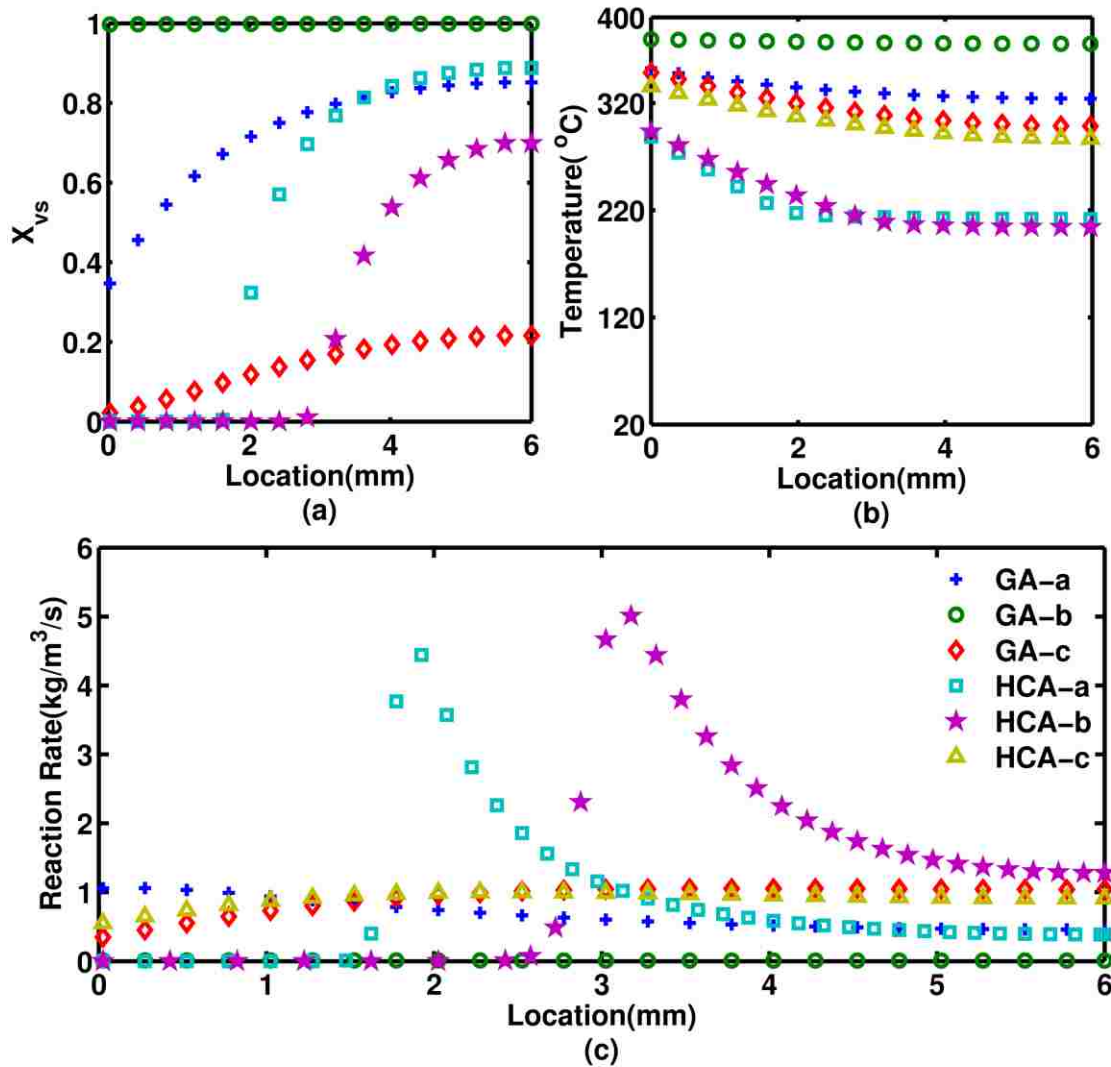 1
0.8
0.6
0.4
0.2
0
X_vs
0 2 4 6
Location(mm)
(a)
400
320
220
120
20
Temperature( °C)
0 2 4 6
Location(mm)
(b)
6
5
4
3
2
1
0
Reaction Rate(kg/m³/s)
GA-a
GA-b
GA-c
HCA-a
HCA-b
HCA-c
0 1 2 3 4 5 6
Location(mm)
(c)